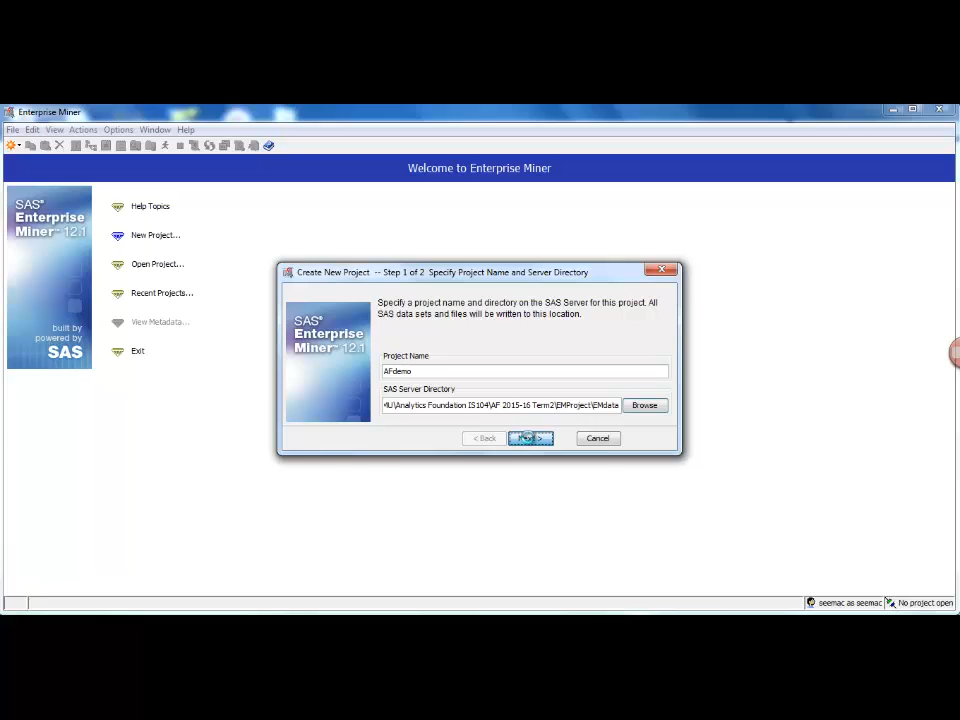 Enterprise Miner
File Edit View Actions Options Window Help
Welcome to Enterprise Miner
SAS®
Enterprise
Miner™ 12.1
built by
powered by
SAS
Help Topics
New Project...
Open Project...
Recent Projects...
View Metadata...
Exit
Create New Project -- Step 1 of 2 Specify Project Name and Server Directory
Specify a project name and directory on the SAS Server for this project. All
SAS data sets and files will be written to this location.
SAS®
Enterprise
Miner™ 12.1
Project Name
AFdemo
SAS Server Directory
U\Analytics Foundation IS104\AF 2015-16 Term2\EMProject\EMdata Browse
< Back Next > Cancel
seemac as seemac No project open